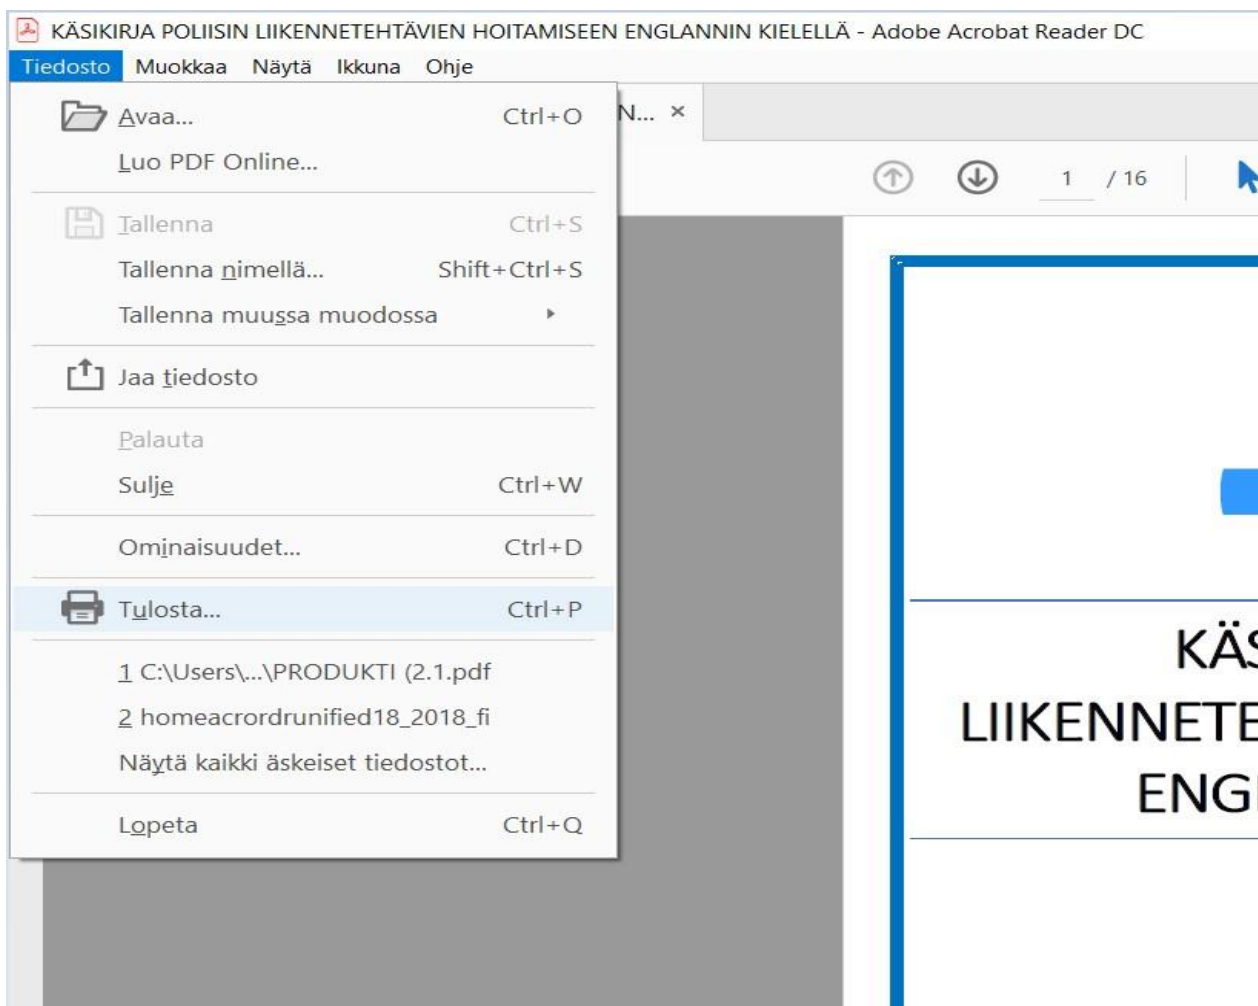 KÄSIKIRJA POLIISIN LIIKENNETEHTÄVIEN HOITAMISEEN ENGLANNIN KIELELLÄ - Adobe Acrobat Reader DC
Tiedosto Muokkaa Näytä Ikkuna Ohje
Avaa... Ctrl+O
N... ×
Luo PDF Online...
1 / 16
Tallenna Ctrl+S
Tallenna nimellä... Shift+Ctrl+S
Tallenna muussa muodossa
Jaa tiedosto
Palauta
Sulje Ctrl+W
Ominaisuudet... Ctrl+D
Tulosta... Ctrl+P
1 C:\Users\...\PRODUKTI (2.1.pdf
2 homeacrordrunified18_2018_fi
Näytä kaikki äskeiset tiedostot...
Lopeta Ctrl+Q
KÄS
LIIKENNETE
ENG